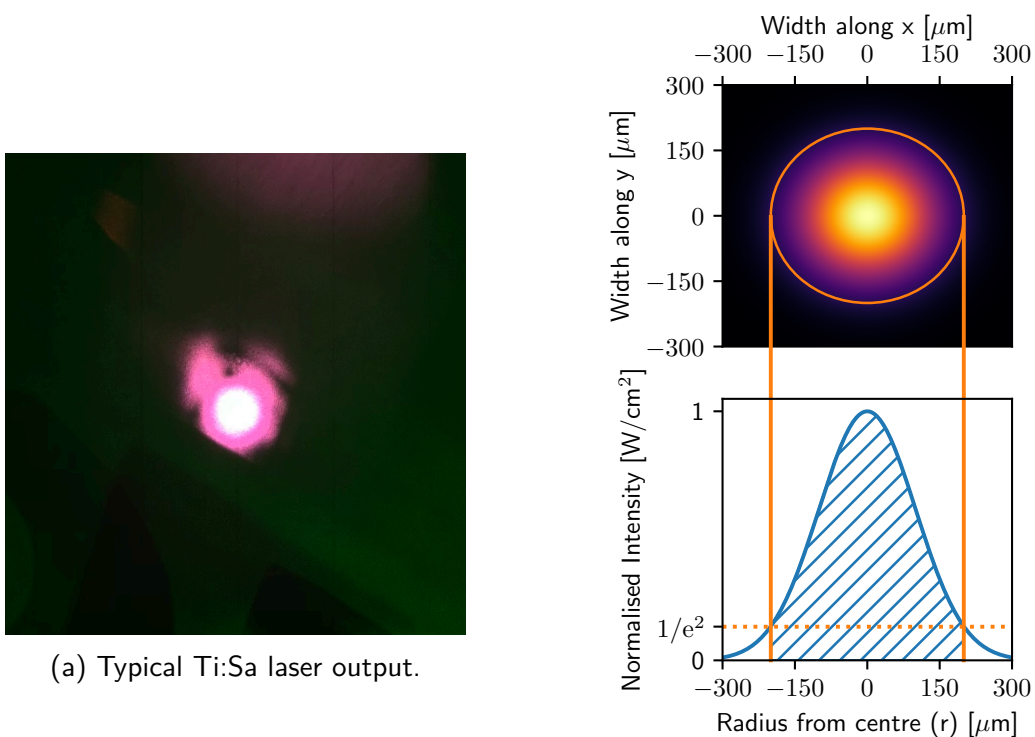 Width along x [μm]
−300 −150 0 150 300
Width along y [μm]
300
150
0
−150
−300
Normalised Intensity [W/cm²]
1
1/e²
0
−300 −150 0 150 300
Radius from centre (r) [μm]
(a) Typical Ti:Sa laser output.